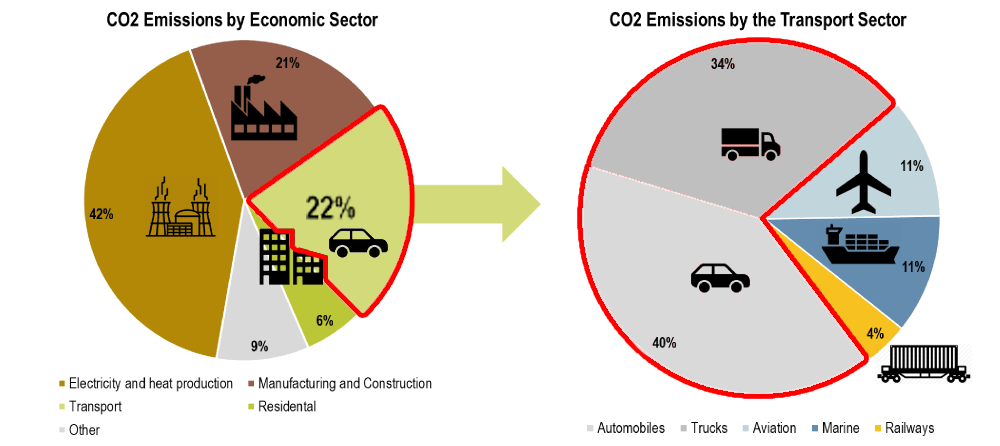 CO2 Emissions by Economic Sector
21%
22%
42%
6%
9%
Electricity and heat production
Manufacturing and Construction
Transport
Residental
Other
CO2 Emissions by the Transport Sector
34%
11%
11%
4%
40%
Automobiles
Trucks
Aviation
Marine
Railways